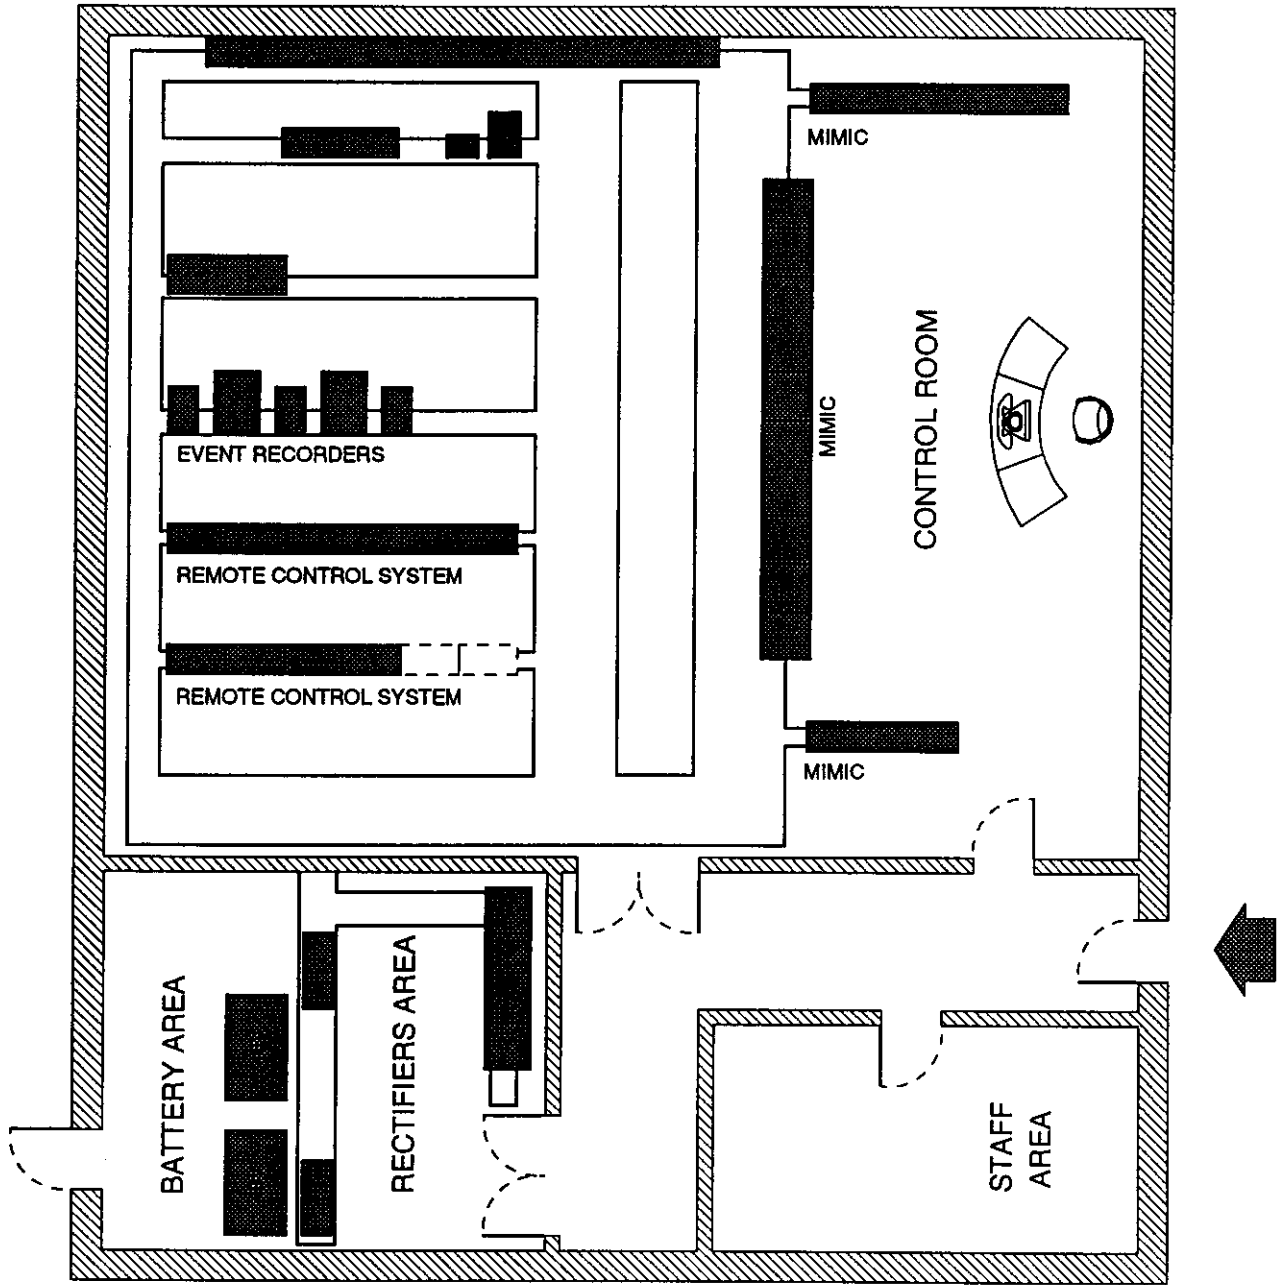 MIMIC
CONTROL ROOM
MIMIC
EVENT RECORDERS
REMOTE CONTROL SYSTEM
REMOTE CONTROL SYSTEM
MIMIC
BATTERY AREA
RECTIFIERS AREA
STAFF
AREA